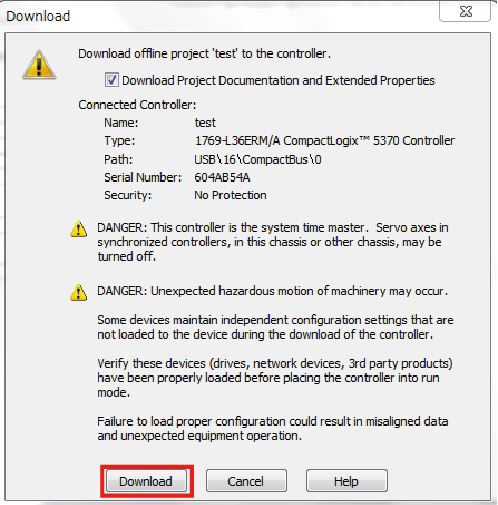 Download
Download offline project 'test' to the controller.
Download Project Documentation and Extended Properties
Connected Controller:
Name: test
Type: 1769-L36ERM/A CompactLogix™ 5370 Controller
Path: USB\16\CompactBus\0
Serial Number: 604AB54A
Security: No Protection
DANGER: This controller is the system time master. Servo axes in
synchronized controllers, in this chassis or other chassis, may be
turned off.
DANGER: Unexpected hazardous motion of machinery may occur.
Some devices maintain independent configuration settings that are
not loaded to the device during the download of the controller.
Verify these devices (drives, network devices, 3rd party products)
have been properly loaded before placing the controller into run
mode.
Failure to load proper configuration could result in misaligned data
and unexpected equipment operation.
Download Cancel Help